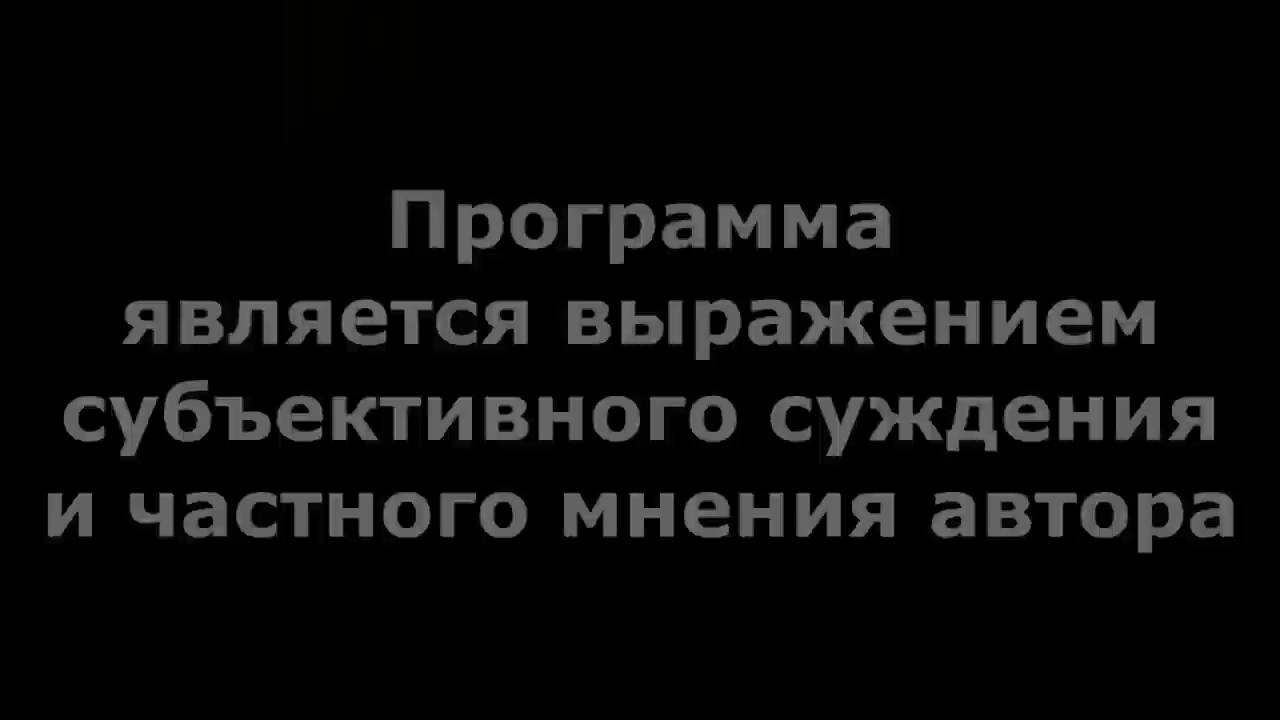 Программа
является выражением
субъективного суждения
и частного мнения автора